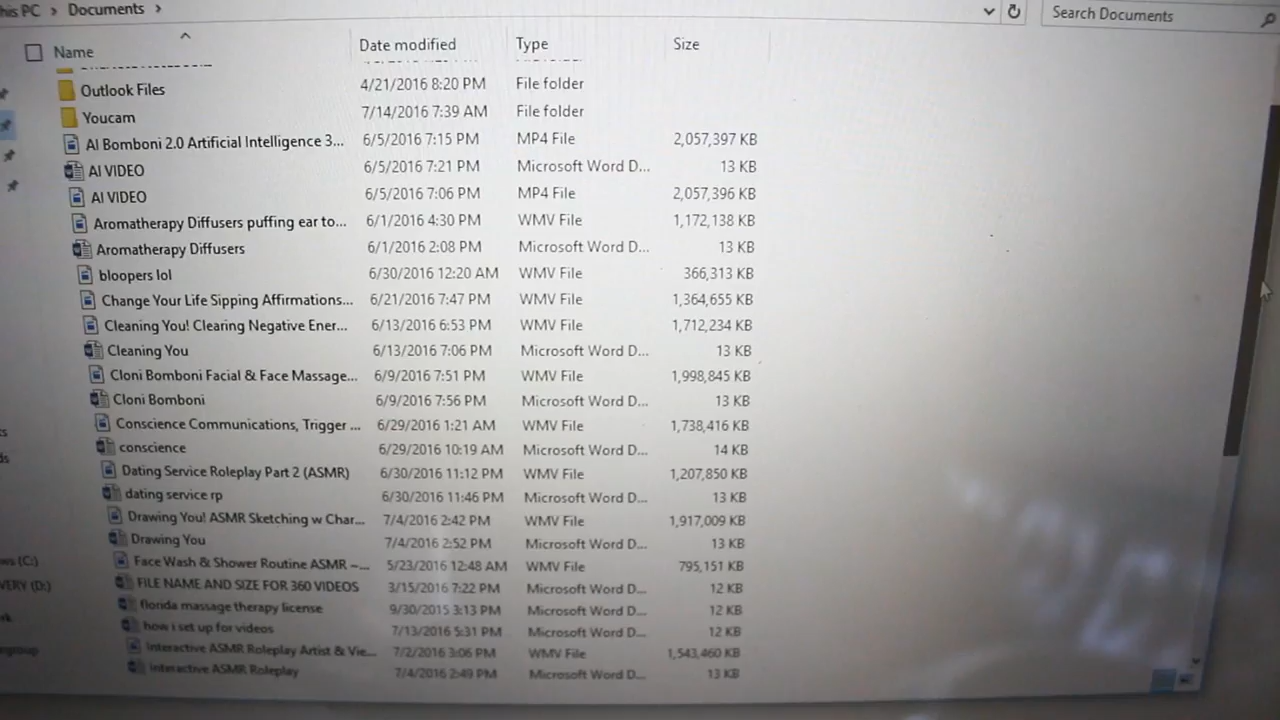 his PC > Documents >
Search Documents
Name Date modified Type Size
Outlook Files 4/21/2016 8:20 PM File folder
Youcam 7/14/2016 7:39 AM File folder
AI Bomboni 2.0 Artificial Intelligence 3... 6/5/2016 7:15 PM MP4 File 2,057,397 KB
AI VIDEO 6/5/2016 7:21 PM Microsoft Word D... 13 KB
AI VIDEO 6/5/2016 7:06 PM MP4 File 2,057,396 KB
Aromatherapy Diffusers puffing ear to... 6/1/2016 4:30 PM WMV File 1,172,138 KB
Aromatherapy Diffusers 6/1/2016 2:08 PM Microsoft Word D... 13 KB
bloopers lol 6/30/2016 12:20 AM WMV File 366,313 KB
Change Your Life Sipping Affirmations... 6/21/2016 7:47 PM WMV File 1,364,655 KB
Cleaning You! Clearing Negative Ener... 6/13/2016 6:53 PM WMV File 1,712,234 KB
Cleaning You 6/13/2016 7:06 PM Microsoft Word D... 13 KB
Cloni Bomboni Facial & Face Massage... 6/9/2016 7:51 PM WMV File 1,998,845 KB
Cloni Bomboni 6/9/2016 7:56 PM Microsoft Word D... 13 KB
Conscience Communications, Trigger ... 6/29/2016 1:21 AM WMV File 1,738,416 KB
conscience 6/29/2016 10:19 AM Microsoft Word D... 14 KB
Dating Service Roleplay Part 2 (ASMR) 6/30/2016 11:12 PM WMV File 1,207,850 KB
dating service rp 6/30/2016 11:46 PM Microsoft Word D... 13 KB
Drawing You! ASMR Sketching w Char... 7/4/2016 2:42 PM WMV File 1,917,009 KB
Drawing You 7/4/2016 2:52 PM Microsoft Word D... 13 KB
ws (C:) Face Wash & Shower Routine ASMR ~... 5/23/2016 12:48 AM WMV File 795,151 KB
VERY (D:) FILE NAME AND SIZE FOR 360 VIDEOS 3/15/2016 7:22 PM Microsoft Word D... 12 KB
florida massage therapy license 9/30/2015 3:13 PM Microsoft Word D... 12 KB
how i set up for videos 7/13/2016 5:31 PM Microsoft Word D... 12 KB
Interactive ASMR Roleplay Artist & Vie... 7/2/2016 3:06 PM WMV File 1,543,460 KB
Interactive ASMR Roleplay 7/4/2016 2:49 PM Microsoft Word D... 13 KB